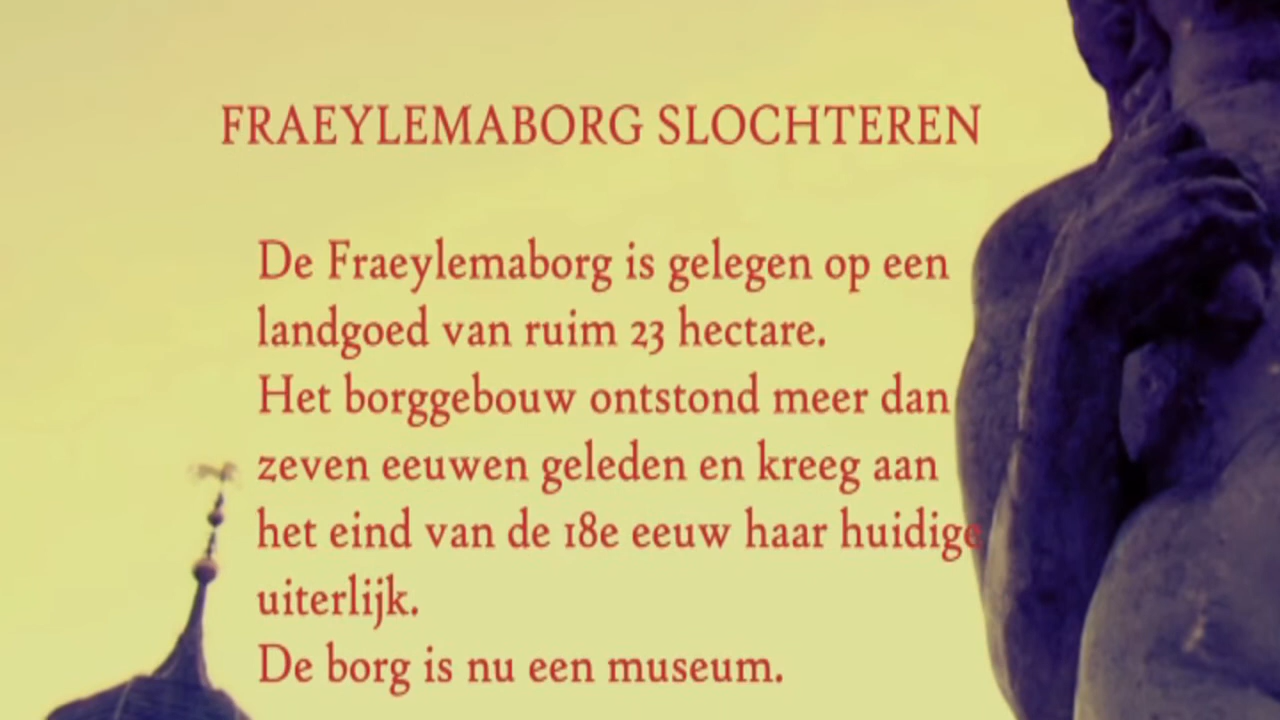 FRAEYLEMABORG SLOCHTEREN
De Fraeylemaborg is gelegen op een
landgoed van ruim 23 hectare.
Het borggebouw ontstond meer dan
zeven eeuwen geleden en kreeg aan
het eind van de 18e eeuw haar huidige
uiterlijk.
De borg is nu een museum.